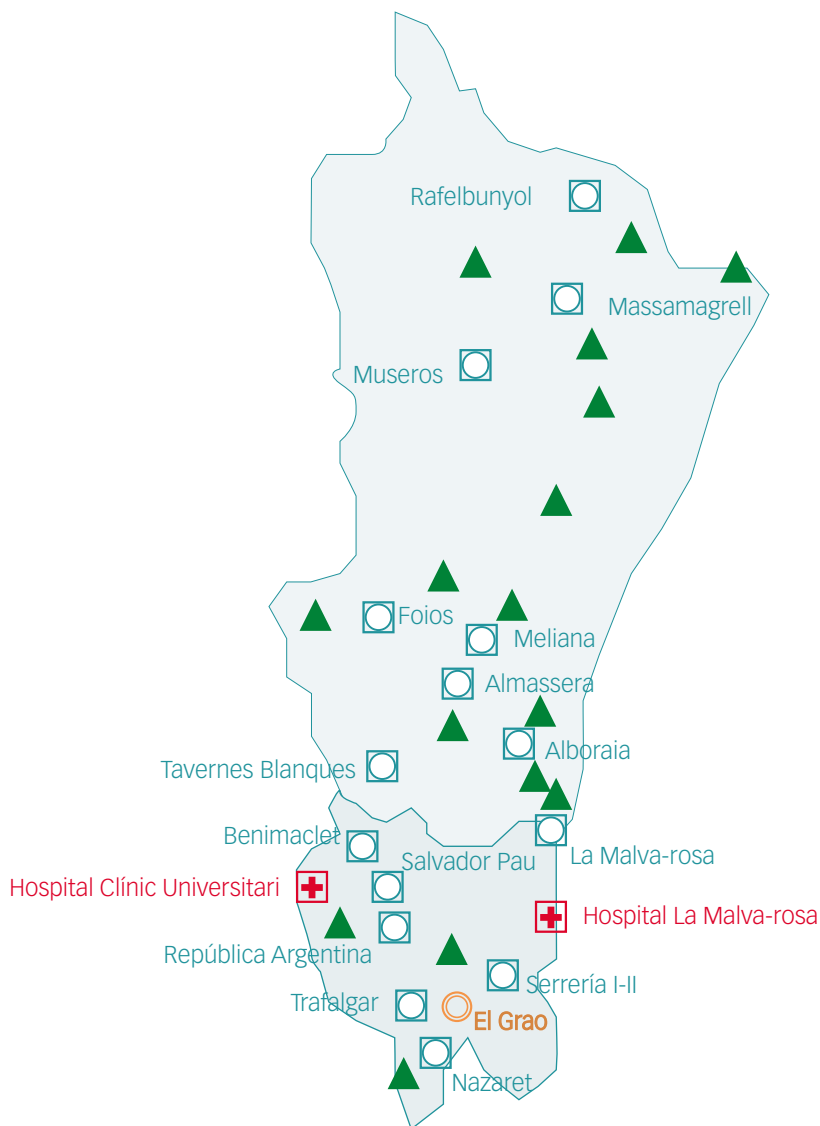 Rafelbunyol
Massamagrell
Museros
Foios
Meliana
Almassera
Alboraia
Tavernes Blanques
Benimaclet
La Malva-rosa
Salvador Pau
Hospital Clínic Universitari
Hospital La Malva-rosa
República Argentina
Serrería I-II
Trafalgar
El Grao
Nazaret